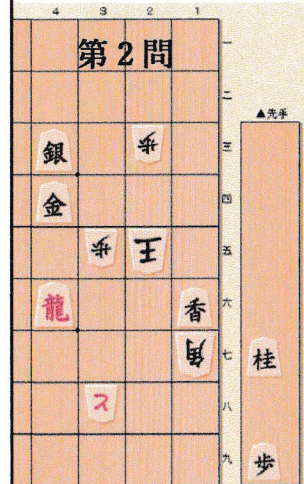 4 3 2 1
第2問
一
二
▲先手
銀 歩 三
金 四
歩 王 五
龍 香 六
角 七 桂
八
九 歩